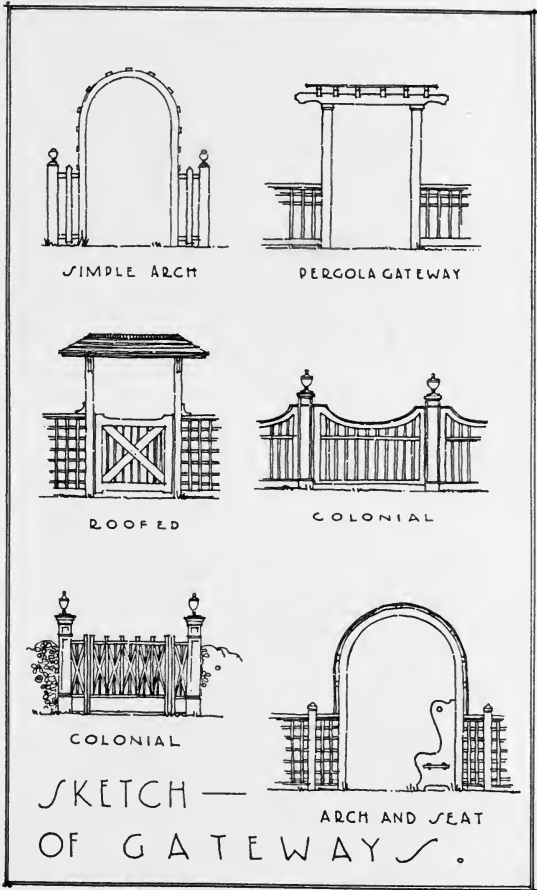 SIMPLE ARCH
PERGOLA GATEWAY
ROOFED
COLONIAL
COLONIAL
ARCH AND SEAT
SKETCH —
OF GATEWAYS.